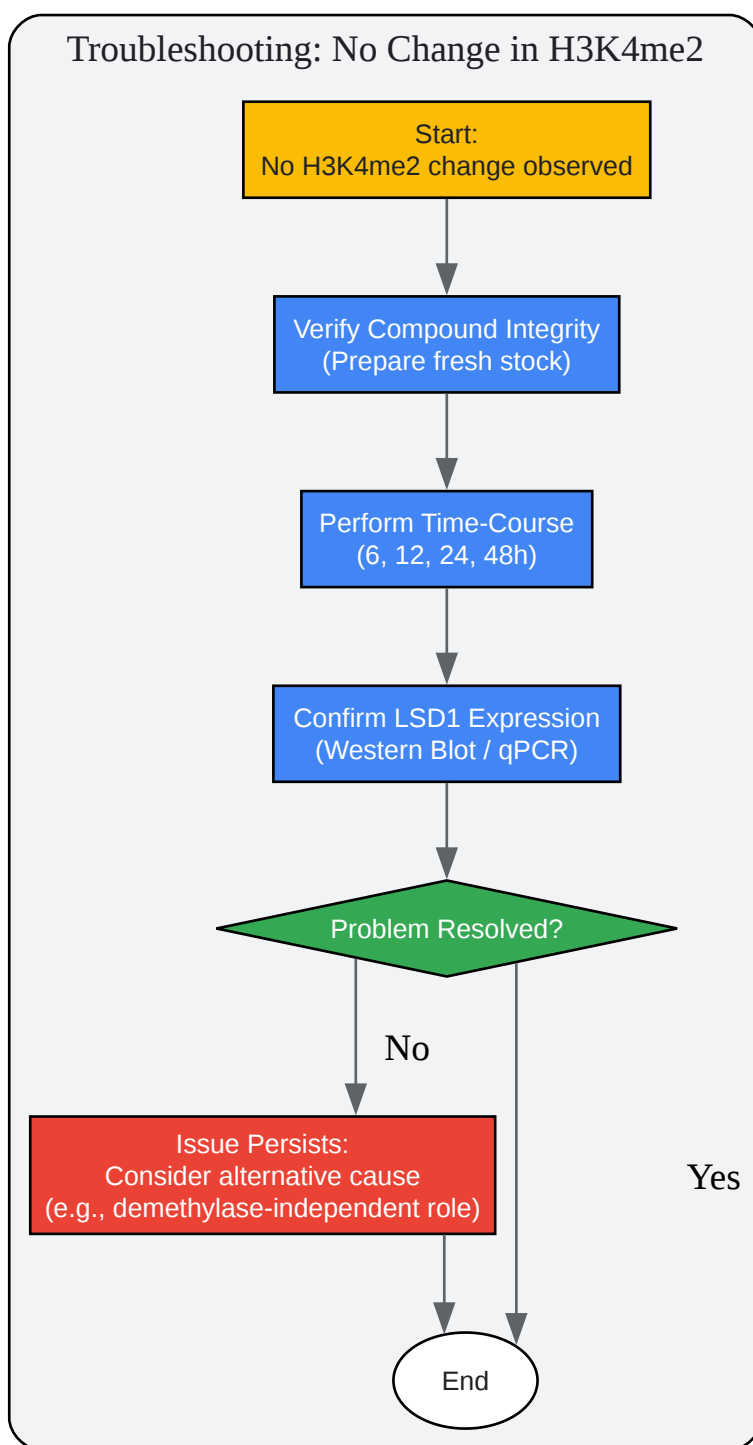 Troubleshooting: No Change in H3K4me2
Start:
No H3K4me2 change observed
Verify Compound Integrity
(Prepare fresh stock)
Perform Time-Course
(6, 12, 24, 48h)
Confirm LSD1 Expression
(Western Blot / qPCR)
Problem Resolved?
No
Issue Persists:
Consider alternative cause
(e.g., demethylase-independent role)
Yes
End